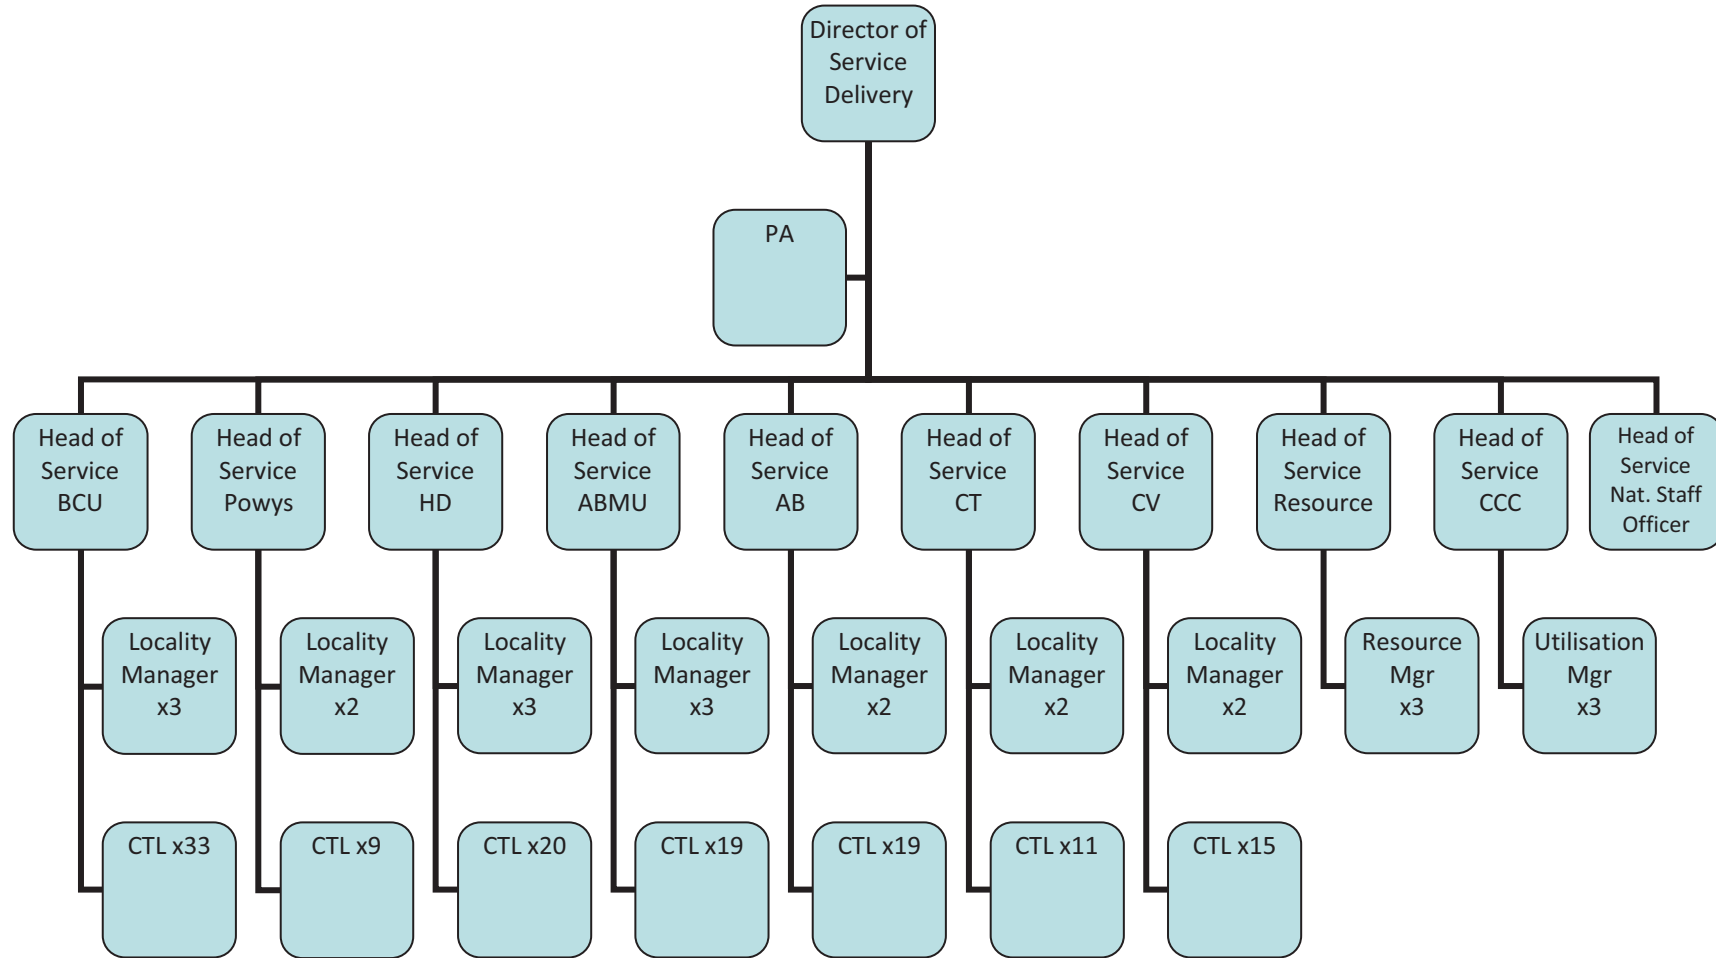 Director of
Service
Delivery
PA
Head of
Service
BCU
Head of
Service
Powys
Head of
Service
HD
Head of
Service
ABMU
Head of
Service
AB
Head of
Service
CT
Head of
Service
CV
Head of
Service
Resource
Head of
Service
CCC
Head of
Service
Nat. Staff
Officer
Locality
Manager
x3
Locality
Manager
x2
Locality
Manager
x3
Locality
Manager
x3
Locality
Manager
x2
Locality
Manager
x2
Locality
Manager
x2
Resource
Mgr
x3
Utilisation
Mgr
x3
CTL x33
CTL x9
CTL x20
CTL x19
CTL x19
CTL x11
CTL x15